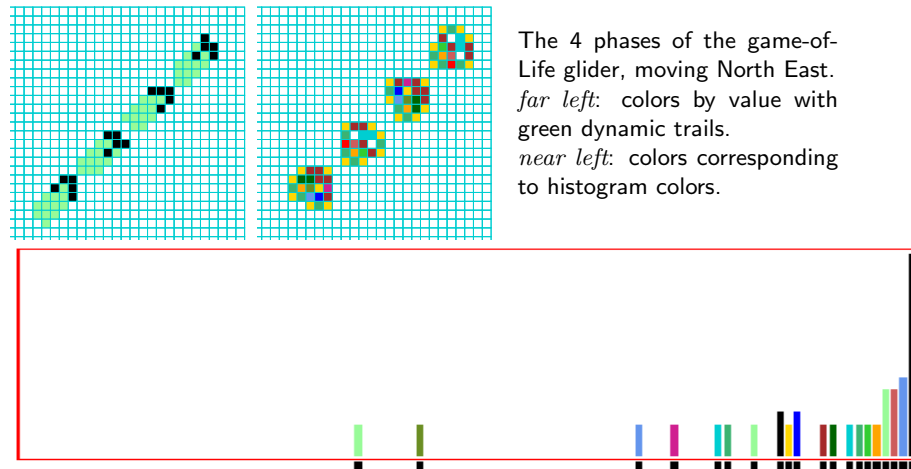 The 4 phases of the game-of-
Life glider, moving North East.
far left: colors by value with
green dynamic trails.
near left: colors corresponding
to histogram colors.